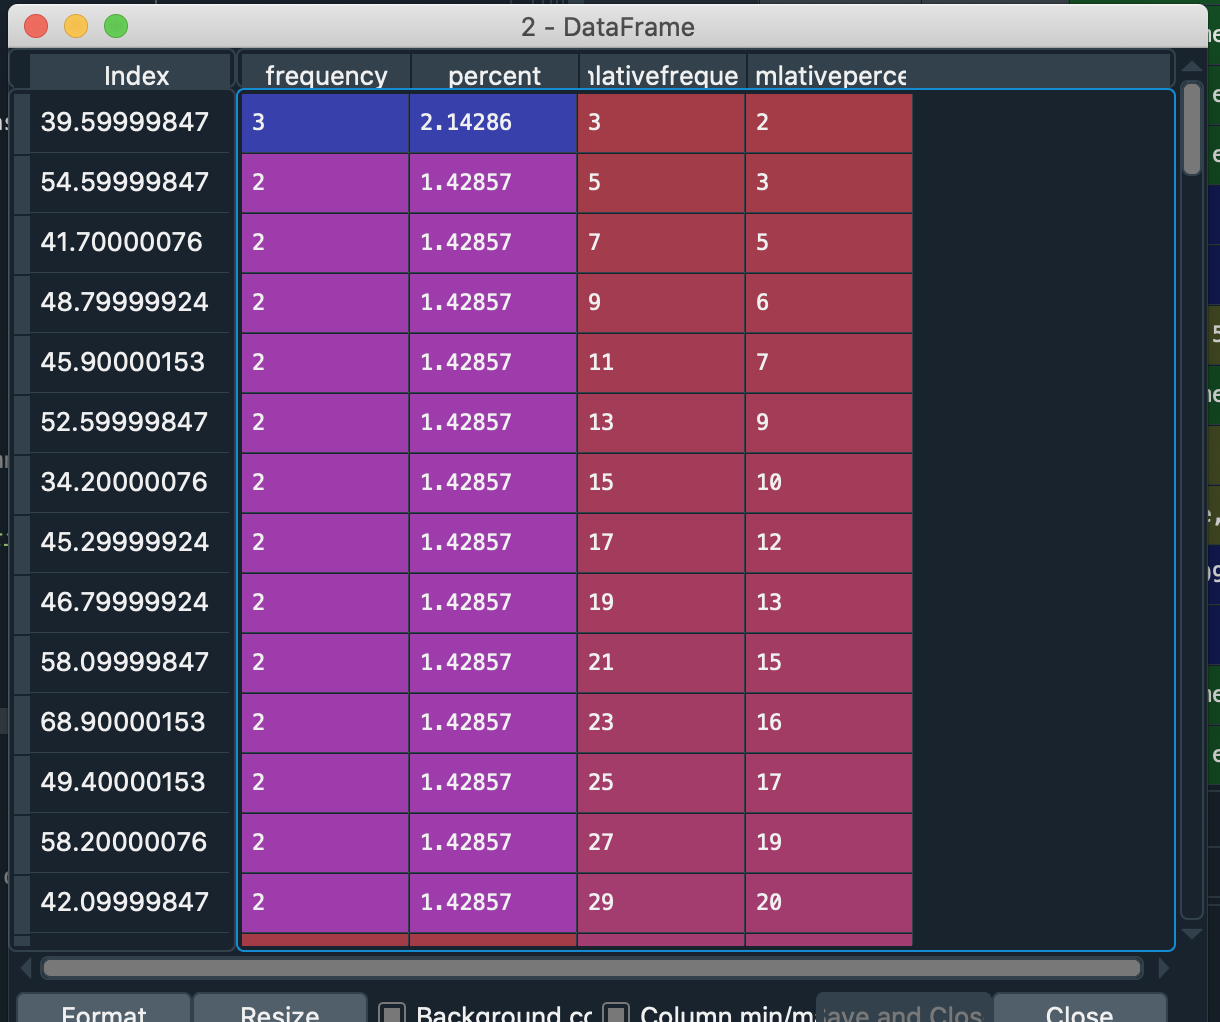 2 - DataFrame
Index frequency percent nlativefreque mlativeperce
39.59999847 3 2.14286 3 2
54.59999847 2 1.42857 5 3
41.70000076 2 1.42857 7 5
48.79999924 2 1.42857 9 6
45.90000153 2 1.42857 11 7
52.59999847 2 1.42857 13 9
34.20000076 2 1.42857 15 10
45.29999924 2 1.42857 17 12
46.79999924 2 1.42857 19 13
58.09999847 2 1.42857 21 15
68.90000153 2 1.42857 23 16
49.40000153 2 1.42857 25 17
58.20000076 2 1.42857 27 19
42.09999847 2 1.42857 29 20
Format Resize Background co Column min/ma ave and Clos Close